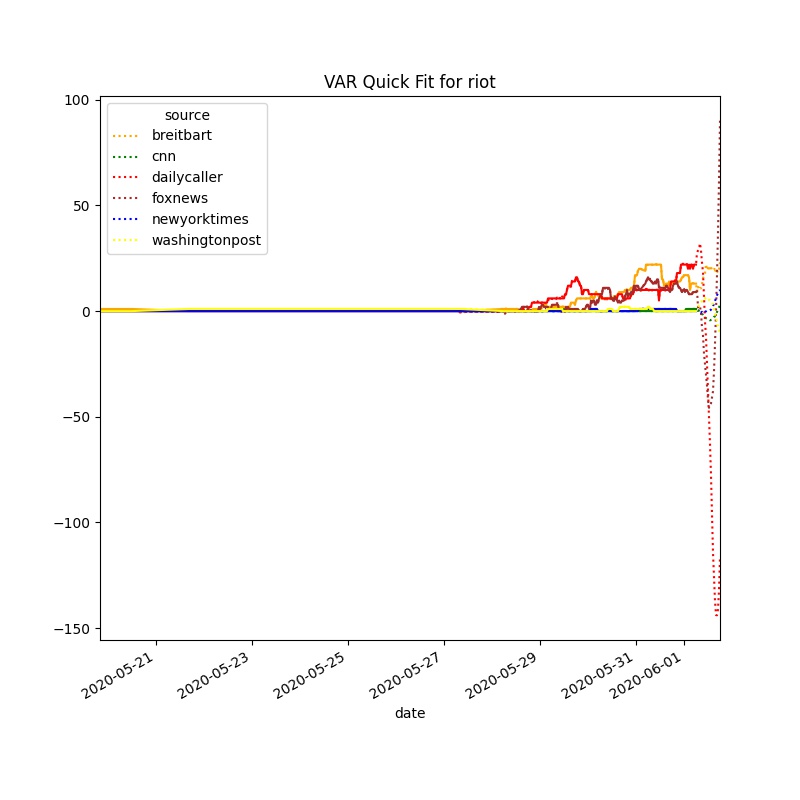 VAR Quick Fit for riot
100
50
0
−50
−100
−150
source
breitbart
cnn
dailycaller
foxnews
newyorktimes
washingtonpost
2020-05-21
2020-05-23
2020-05-25
2020-05-27
2020-05-29
2020-05-31
2020-06-01
date